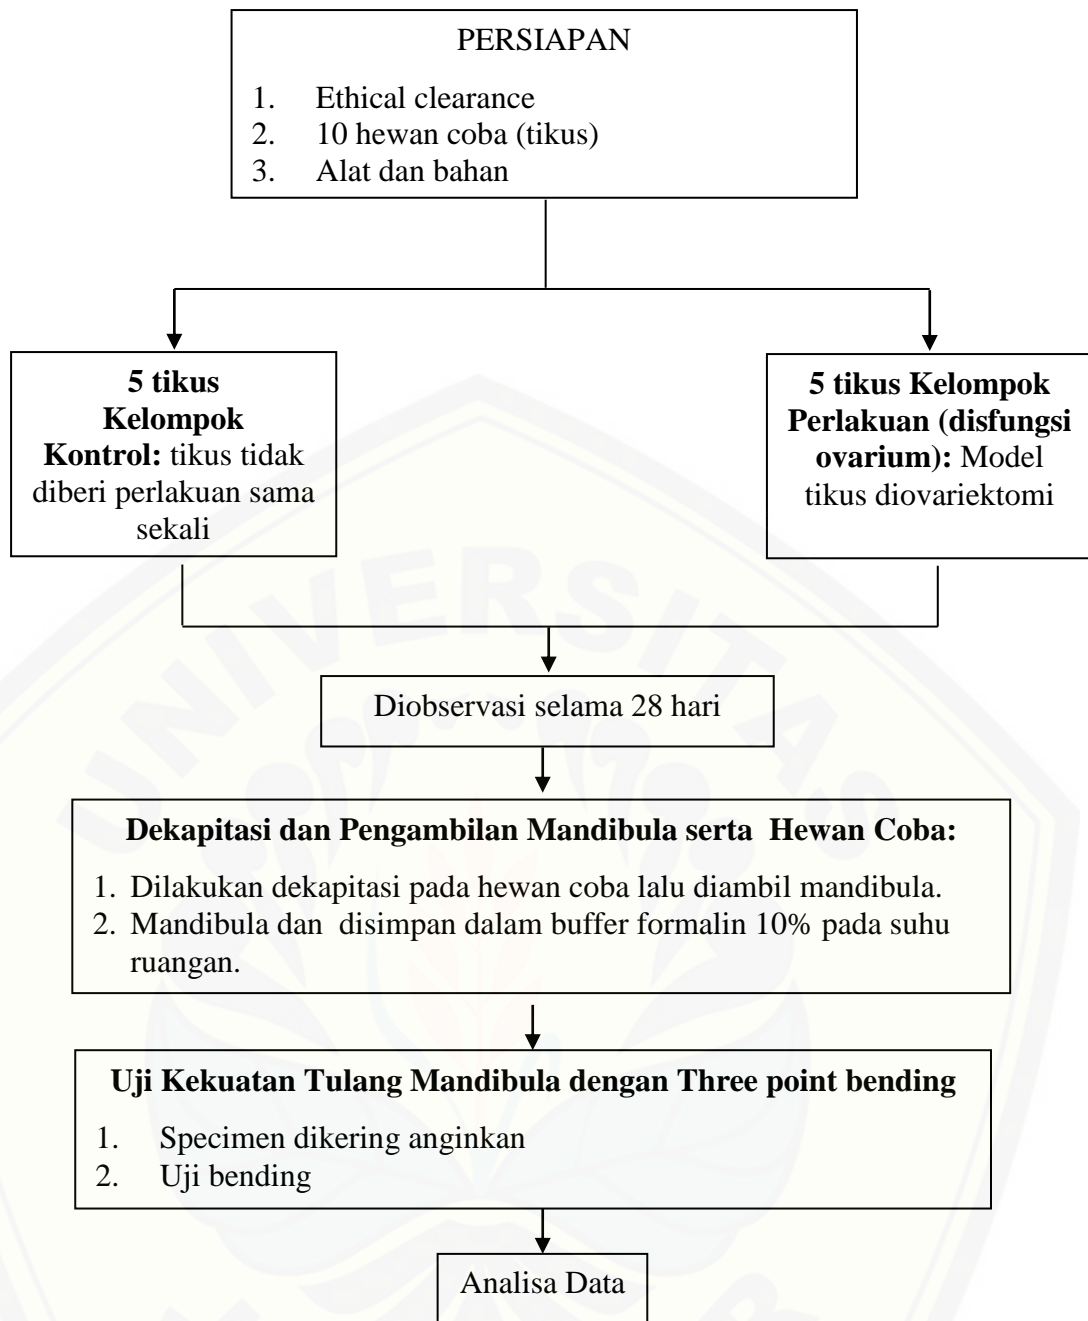 PERSIAPAN
1. Ethical clearance
2. 10 hewan coba (tikus)
3. Alat dan bahan
5 tikus
Kelompok
Kontrol: tikus tidak
diberi perlakuan sama
sekali
5 tikus Kelompok
Perlakuan (disfungsi
ovarium): Model
tikus diovariektomi
Diobservasi selama 28 hari
Dekapitasi dan Pengambilan Mandibula serta Hewan Coba:
1. Dilakukan dekapitasi pada hewan coba lalu diambil mandibula.
2. Mandibula dan disimpan dalam buffer formalin 10% pada suhu
ruangan.
Uji Kekuatan Tulang Mandibula dengan Three point bending
1. Specimen dikering anginkan
2. Uji bending
Analisa Data
UNIVERSITAS